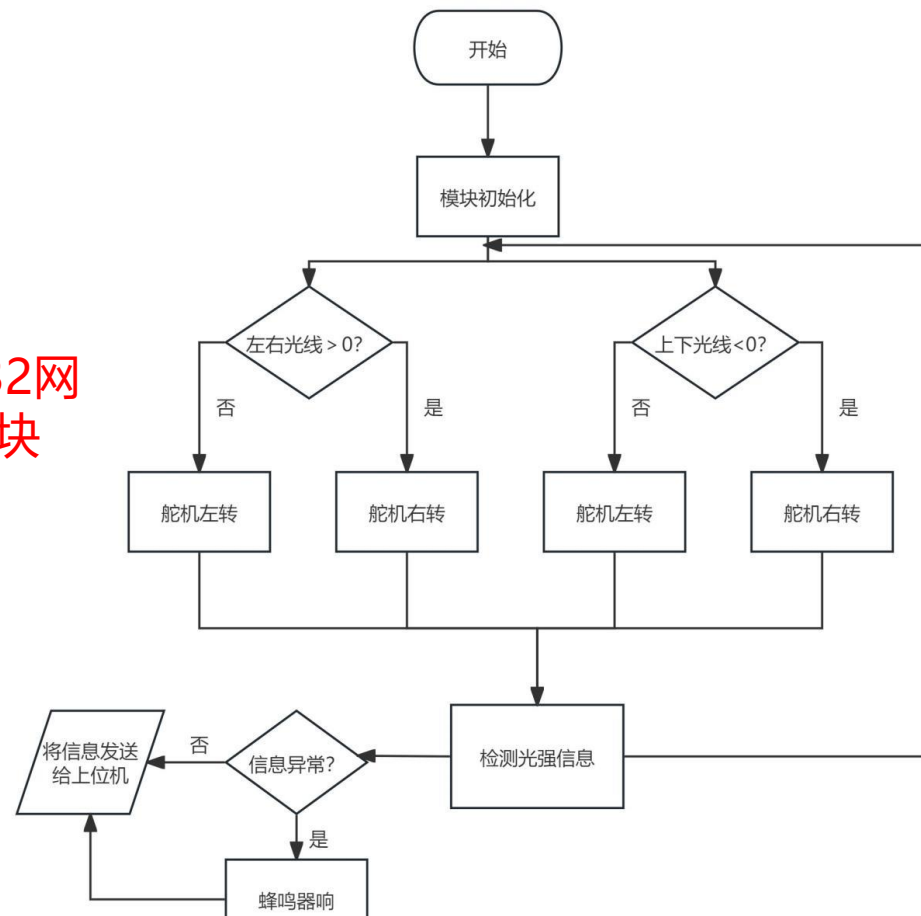 开始
模块初始化
左右光线 > 0?
上下光线<0?
2网
块
否
是
否
是
舵机左转
舵机右转
舵机左转
舵机右转
将信息发送
给上位机
否
信息异常?
检测光强信息
是
蜂鸣器响